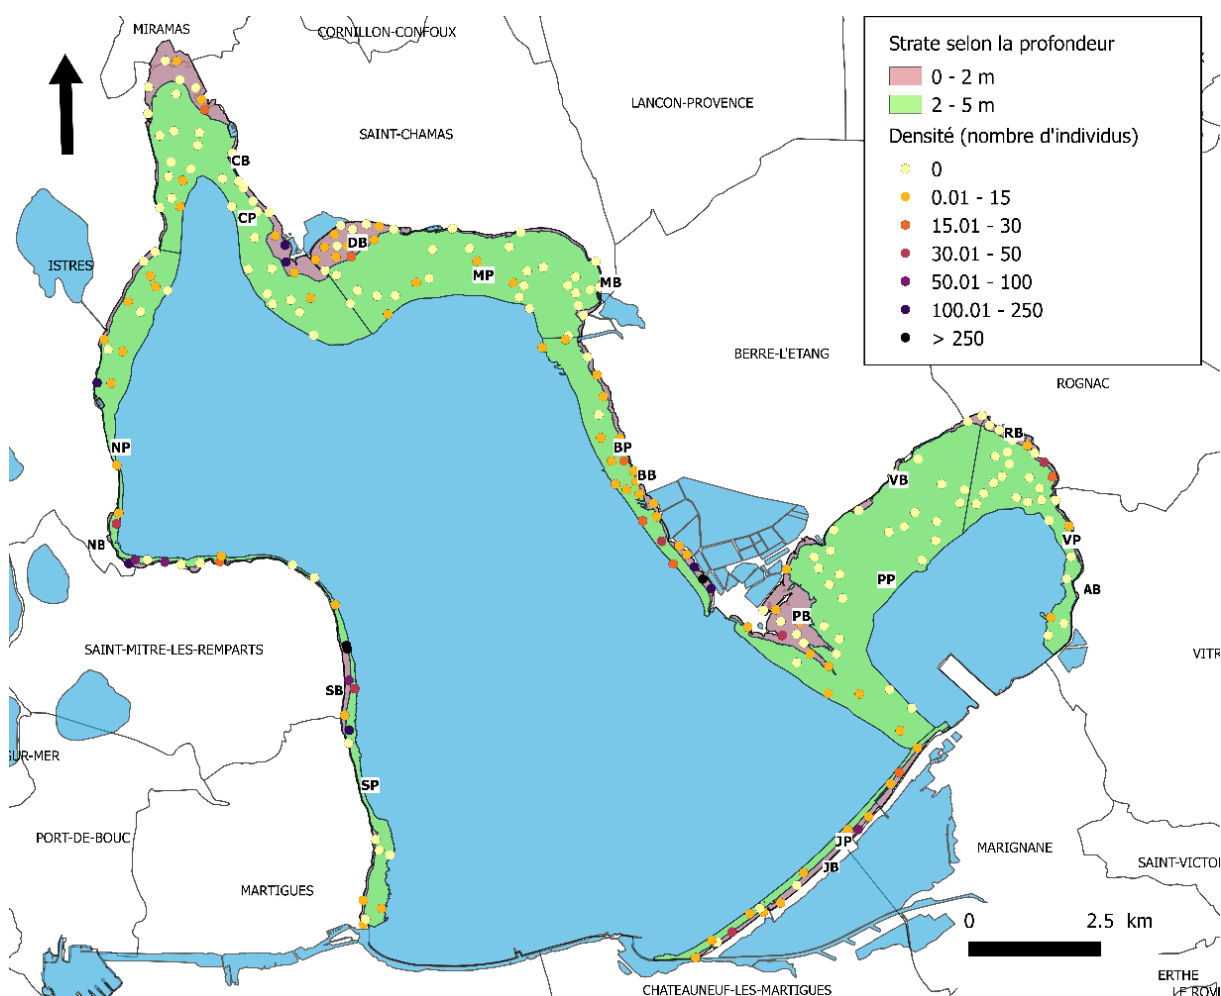 MIRAMAS
CORNILLON-CONFOUX
LANCON-PROVENCE
SAINT-CHAMAS
Strate selon la profondeur
0 - 2 m
2 - 5 m
Densité (nombre d'individus)
0
0.01 - 15
15.01 - 30
30.01 - 50
50.01 - 100
100.01 - 250
> 250
CB
CP
DB
ISTRES
MP
MB
BERRE-L'ETANG
ROGNAC
NP
BP
BB
RB
VB
NB
VP
PP
AB
PB
SAINT-MITRE-LES-REMPARTS
VITR
SB
SUR-MER
SP
PORT-DE-BOUC
JP
JB
MARIGNANE
SAINT-VICTO
MARTIGUES
0 2.5 km
CHATEAUNEUF-LES-MARTIGUES
ERTHE
LE ROV